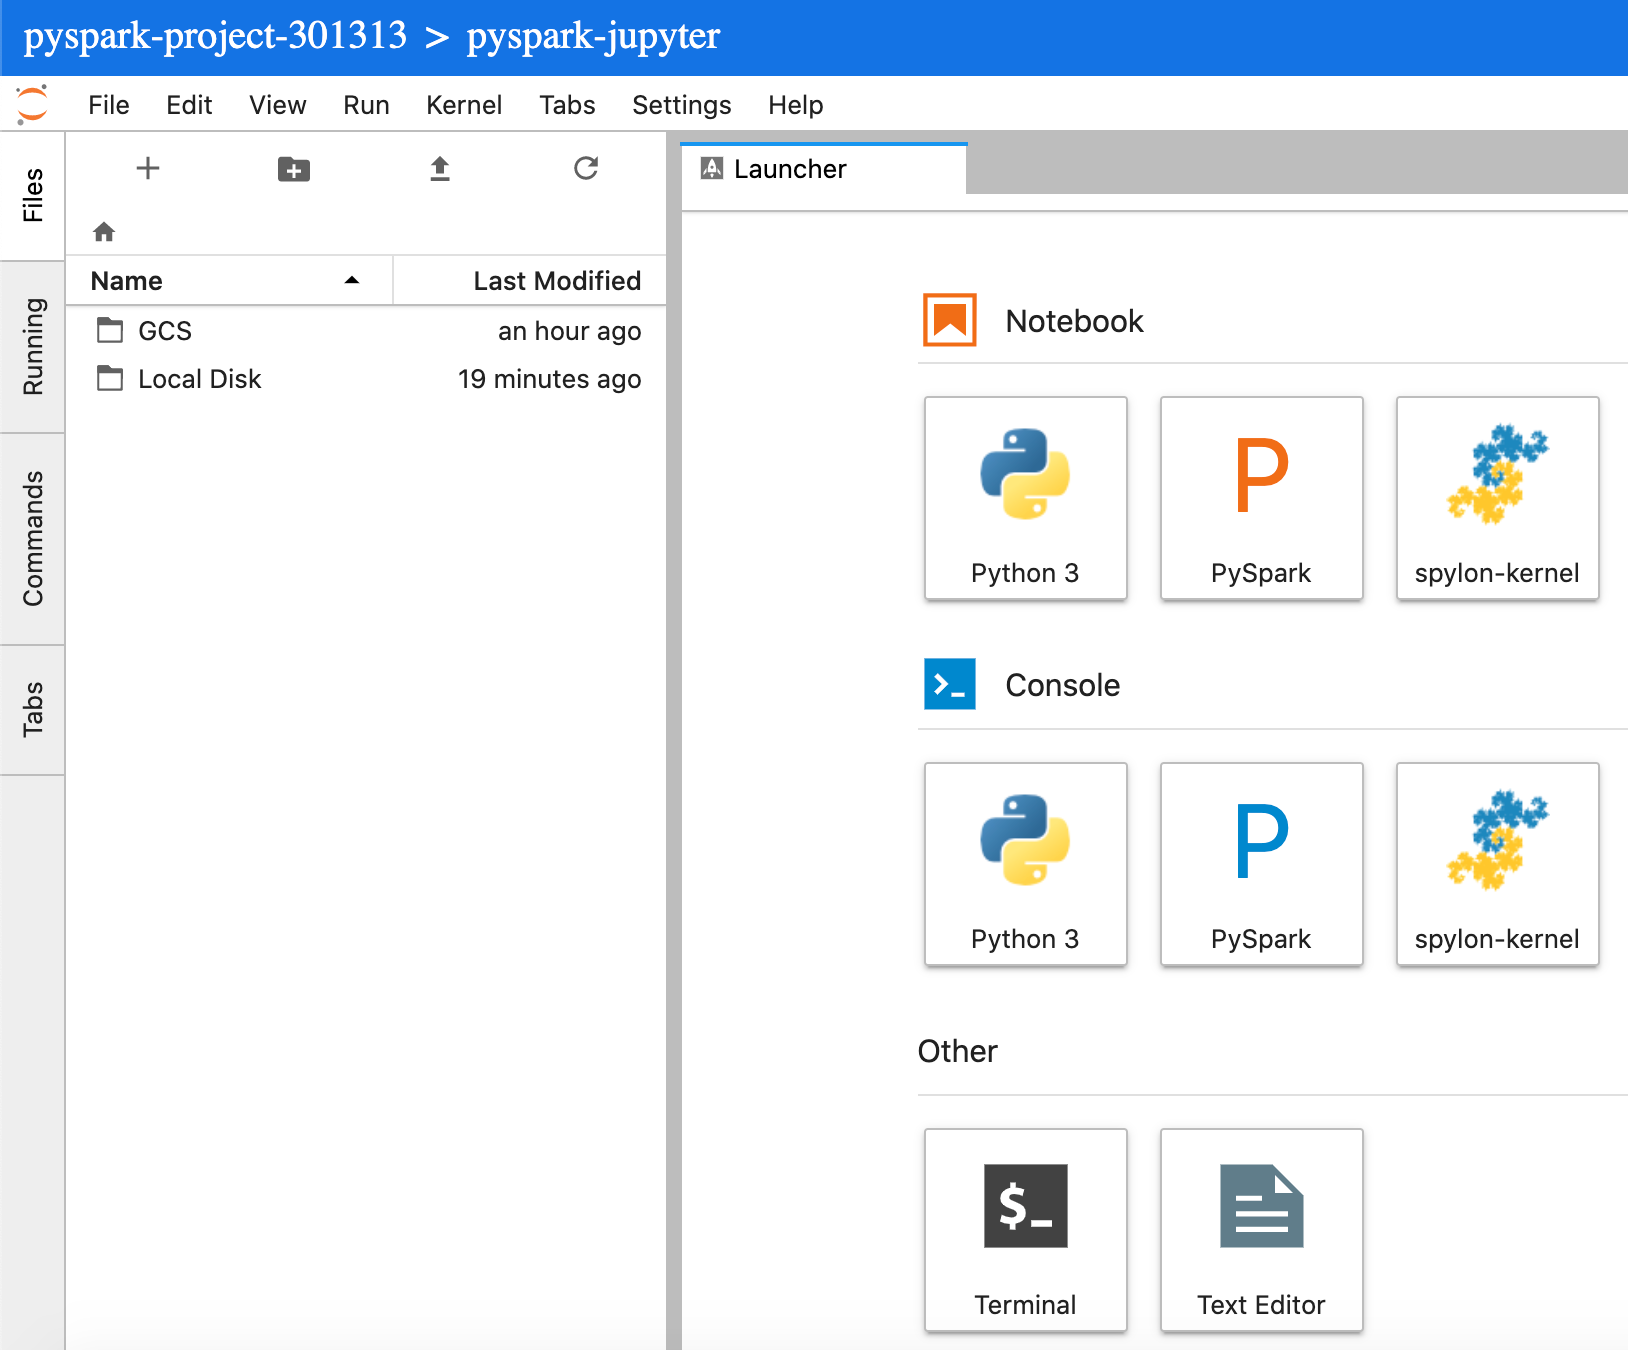 pyspark-project-301313 > pyspark-jupyter
File Edit View Run Kernel Tabs Settings Help
Files
Running
Commands
Tabs
Name Last Modified
GCS an hour ago
Local Disk 19 minutes ago
Launcher
Notebook
Python 3 PySpark spylon-kernel
Console
Python 3 PySpark spylon-kernel
Other
Terminal Text Editor